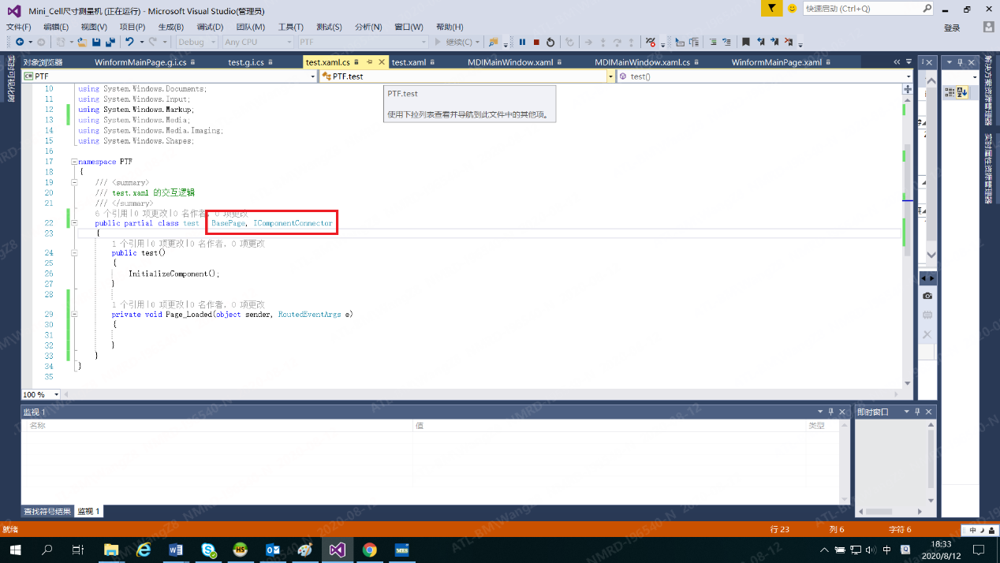 Mini_Cell尺寸测量机 (正在运行) - Microsoft Visual Studio(管理员)
快速启动 (Ctrl+Q)
文件(F) 编辑(E) 视图(V) 项目(P) 生成(B) 调试(D) 团队(M) 工具(T) 测试(S) 分析(N) 窗口(W) 帮助(H)
登录
Debug Any CPU PTF 继续(C)
对象浏览器 WinformMainPage.g.i.cs test.g.i.cs test.xaml.cs test.xaml MDIMainWindow.xaml MDIMainWindow.xaml.cs WinformMainPage.xaml
PTF PTF.test test()
PTF.test
使用下拉列表查看并导航到此文件中的其他项。
10 using System.Windows.Documents;
11 using System.Windows.Input;
12 using System.Windows.Markup;
13 using System.Windows.Media;
14 using System.Windows.Media.Imaging;
15 using System.Windows.Shapes;
16
17 namespace PTF
18 {
19 /// <summary>
20 /// test.xaml 的交互逻辑
21 /// </summary>
6 个引用|0 项更改|0 名作者, 0 项更改
22 public partial class test BasePage, IComponentConnector
23 {
1 个引用|0 项更改|0 名作者, 0 项更改
24 public test()
25 {
26 InitializeComponent();
27 }
28
1 个引用|0 项更改|0 名作者, 0 项更改
29 private void Page_Loaded(object sender, RoutedEventArgs e)
30 {
31
32 }
33 }
34 }
35
100 %
实时可视化树
解决方案资源管理器
实时属性资源管理器
监视 1
名称 值 类型
即时窗口
查找符号结果 监视 1
就绪 行 23 列 6 字符 6
中
中
18:33
2020/8/12